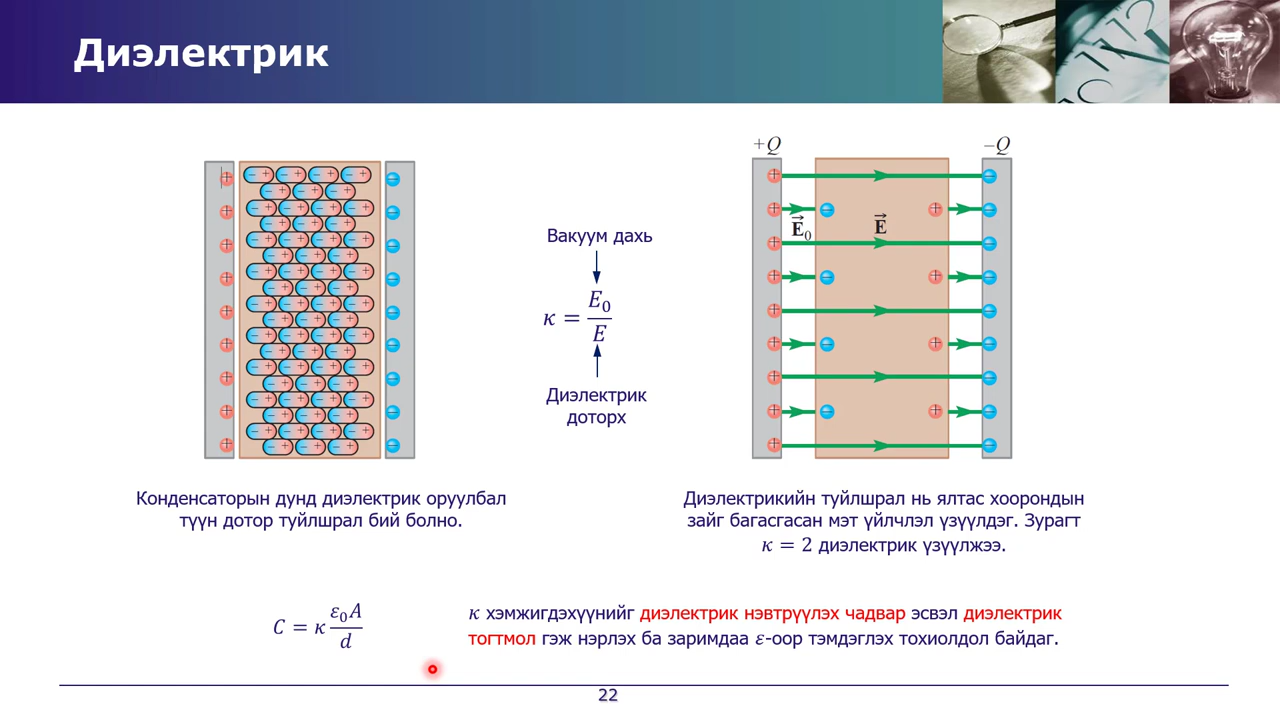 Диэлектрик
+Q
–Q
E⃗₀
E⃗
Вакуум дахь
κ = E₀/E
Диэлектрик
доторх
Конденсаторын дунд диэлектрик оруулбал
түүн дотор туйлшрал бий болно.
Диэлектрикийн туйлшрал нь ялтас хоорондын
зайг багасгасан мэт үйлчлэл үзүүлдэг. Зурагт
κ = 2 диэлектрик үзүүлжээ.
C = κ ε₀A/d
κ хэмжигдэхүүнийг диэлектрик нэвтрүүлэх чадвар эсвэл диэлектрик
тогтмол гэж нэрлэх ба заримдаа ε-оор тэмдэглэх тохиолдол байдаг.
22